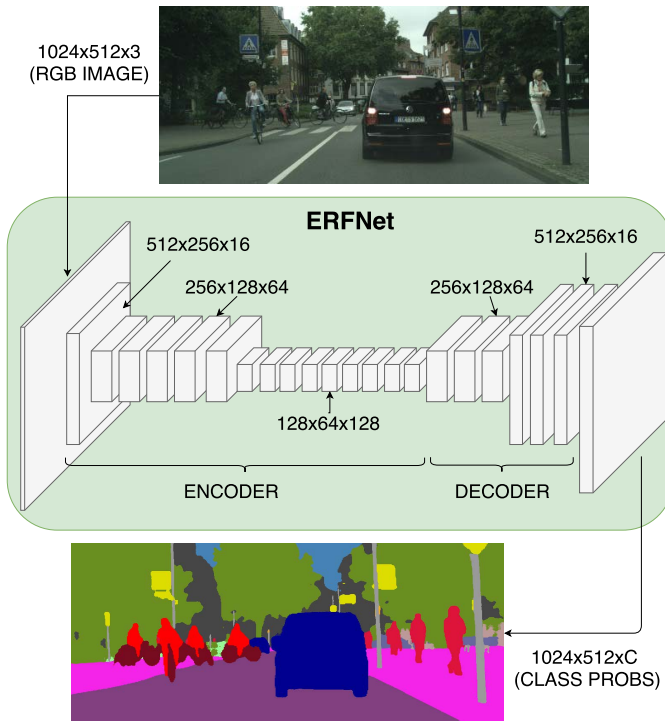 1024x512x3
(RGB IMAGE)
ERFNet
512x256x16
512x256x16
256x128x64
256x128x64
128x64x128
ENCODER
DECODER
1024x512xC
(CLASS PROBS)